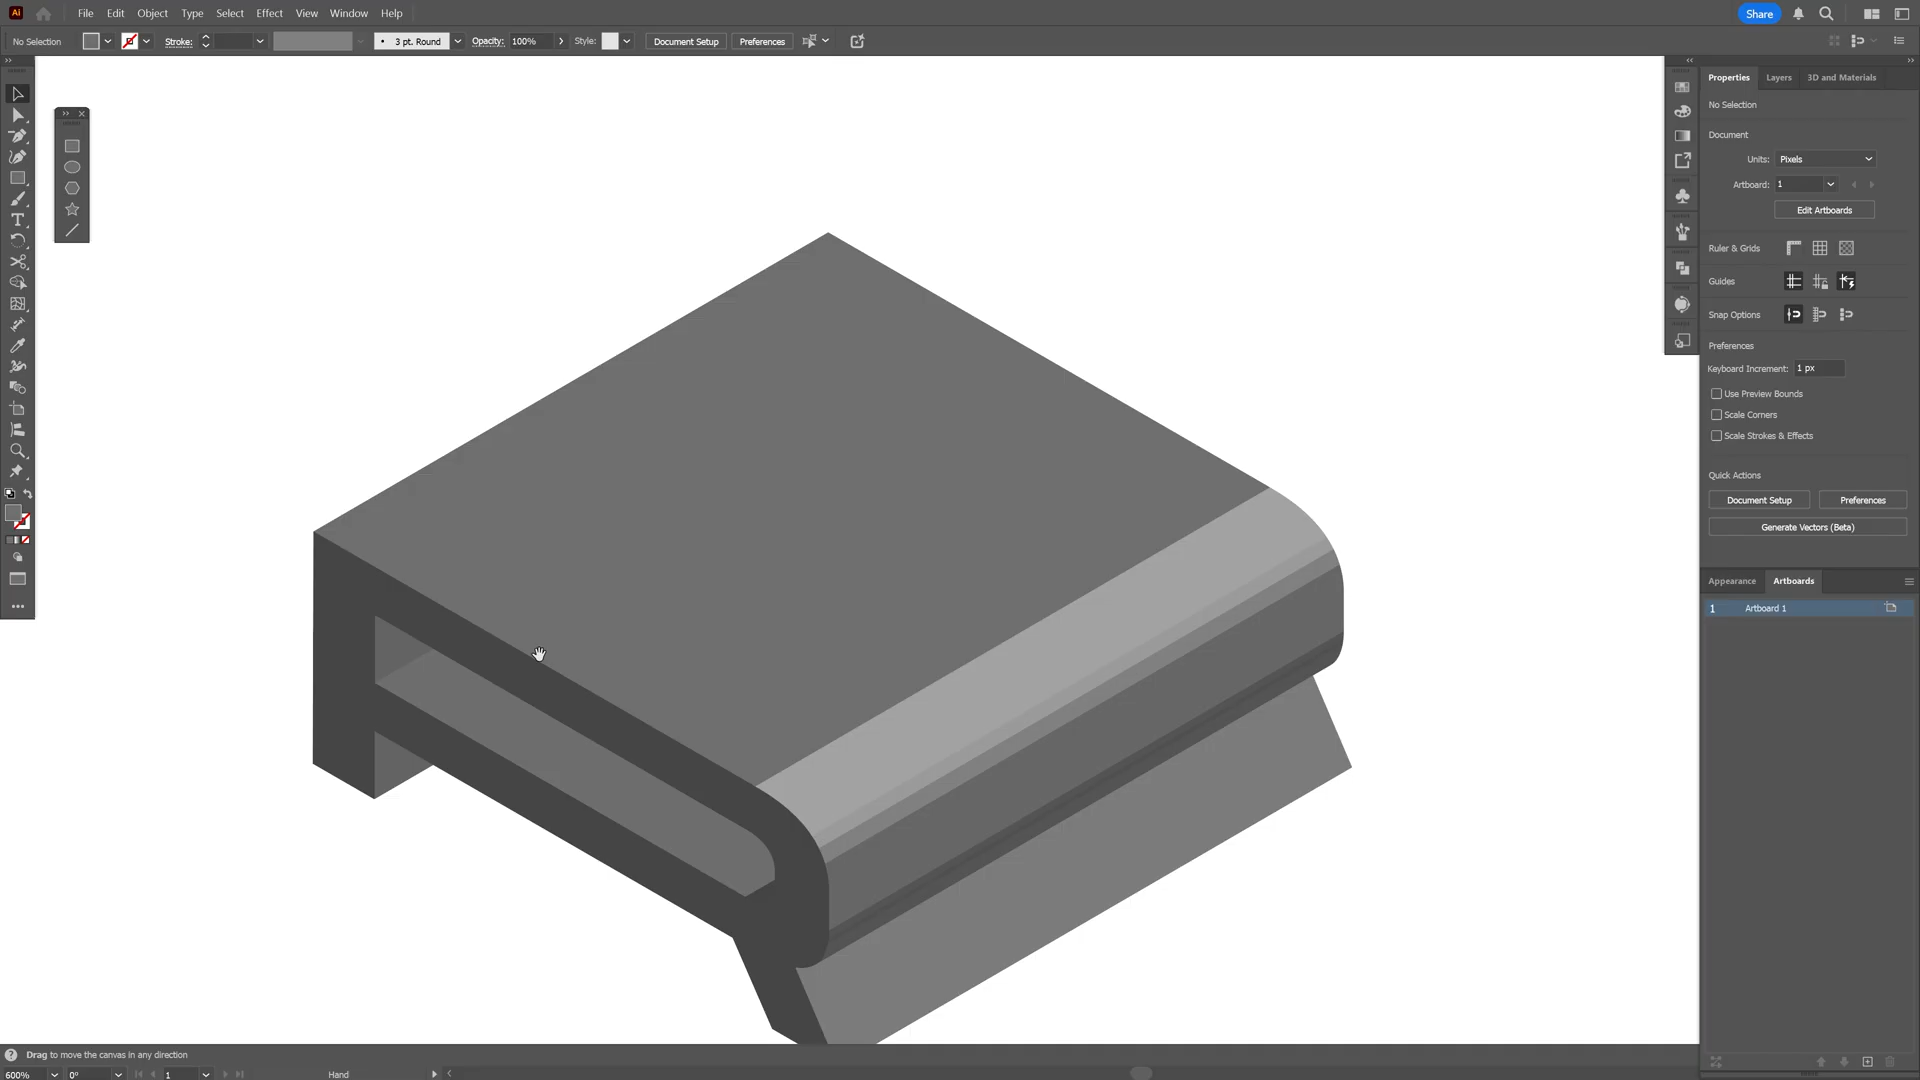 Ai File Edit Object Type Select Effect View Window Help Share
No Selection Stroke: 3 pt. Round Opacity: 100% Style: Document Setup Preferences
Properties Layers 3D and Materials
No Selection
Document
Units: Pixels
Artboard: 1
Edit Artboards
Ruler & Grids
Guides
Snap Options
Preferences
Keyboard Increment: 1 px
Use Preview Bounds
Scale Corners
Scale Strokes & Effects
Quick Actions
Document Setup Preferences
Generate Vectors (Beta)
Appearance Artboards
1 Artboard 1
Drag to move the canvas in any direction
600% 0° 1 Hand